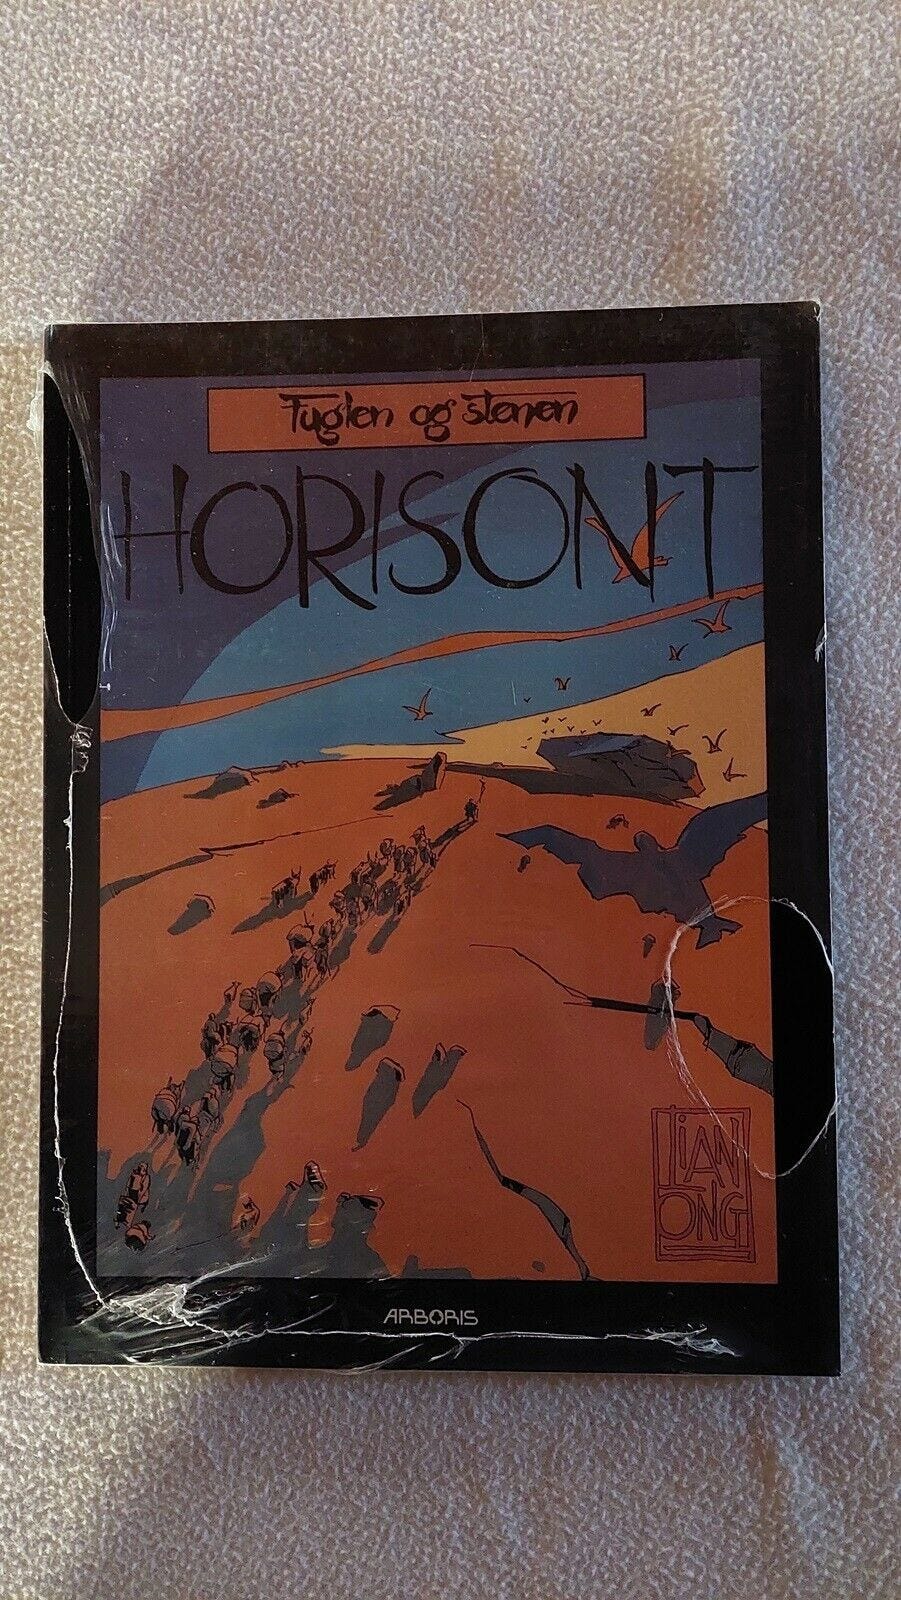 Fuglen og stenen
HORISONT
LIAN
ONG
ARBORIS